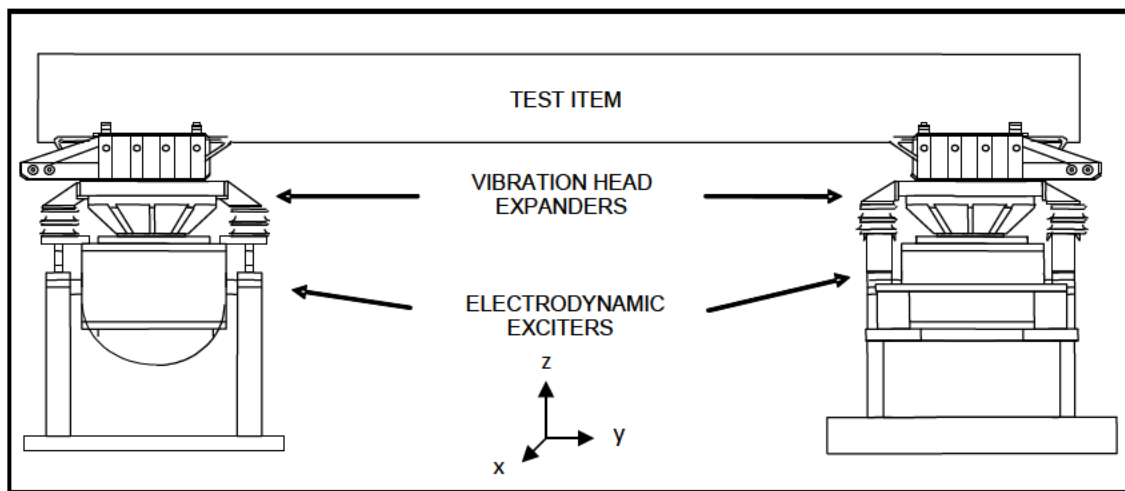 TEST ITEM
VIBRATION HEAD
EXPANDERS
ELECTRODYNAMIC
EXCITERS
z
y
x